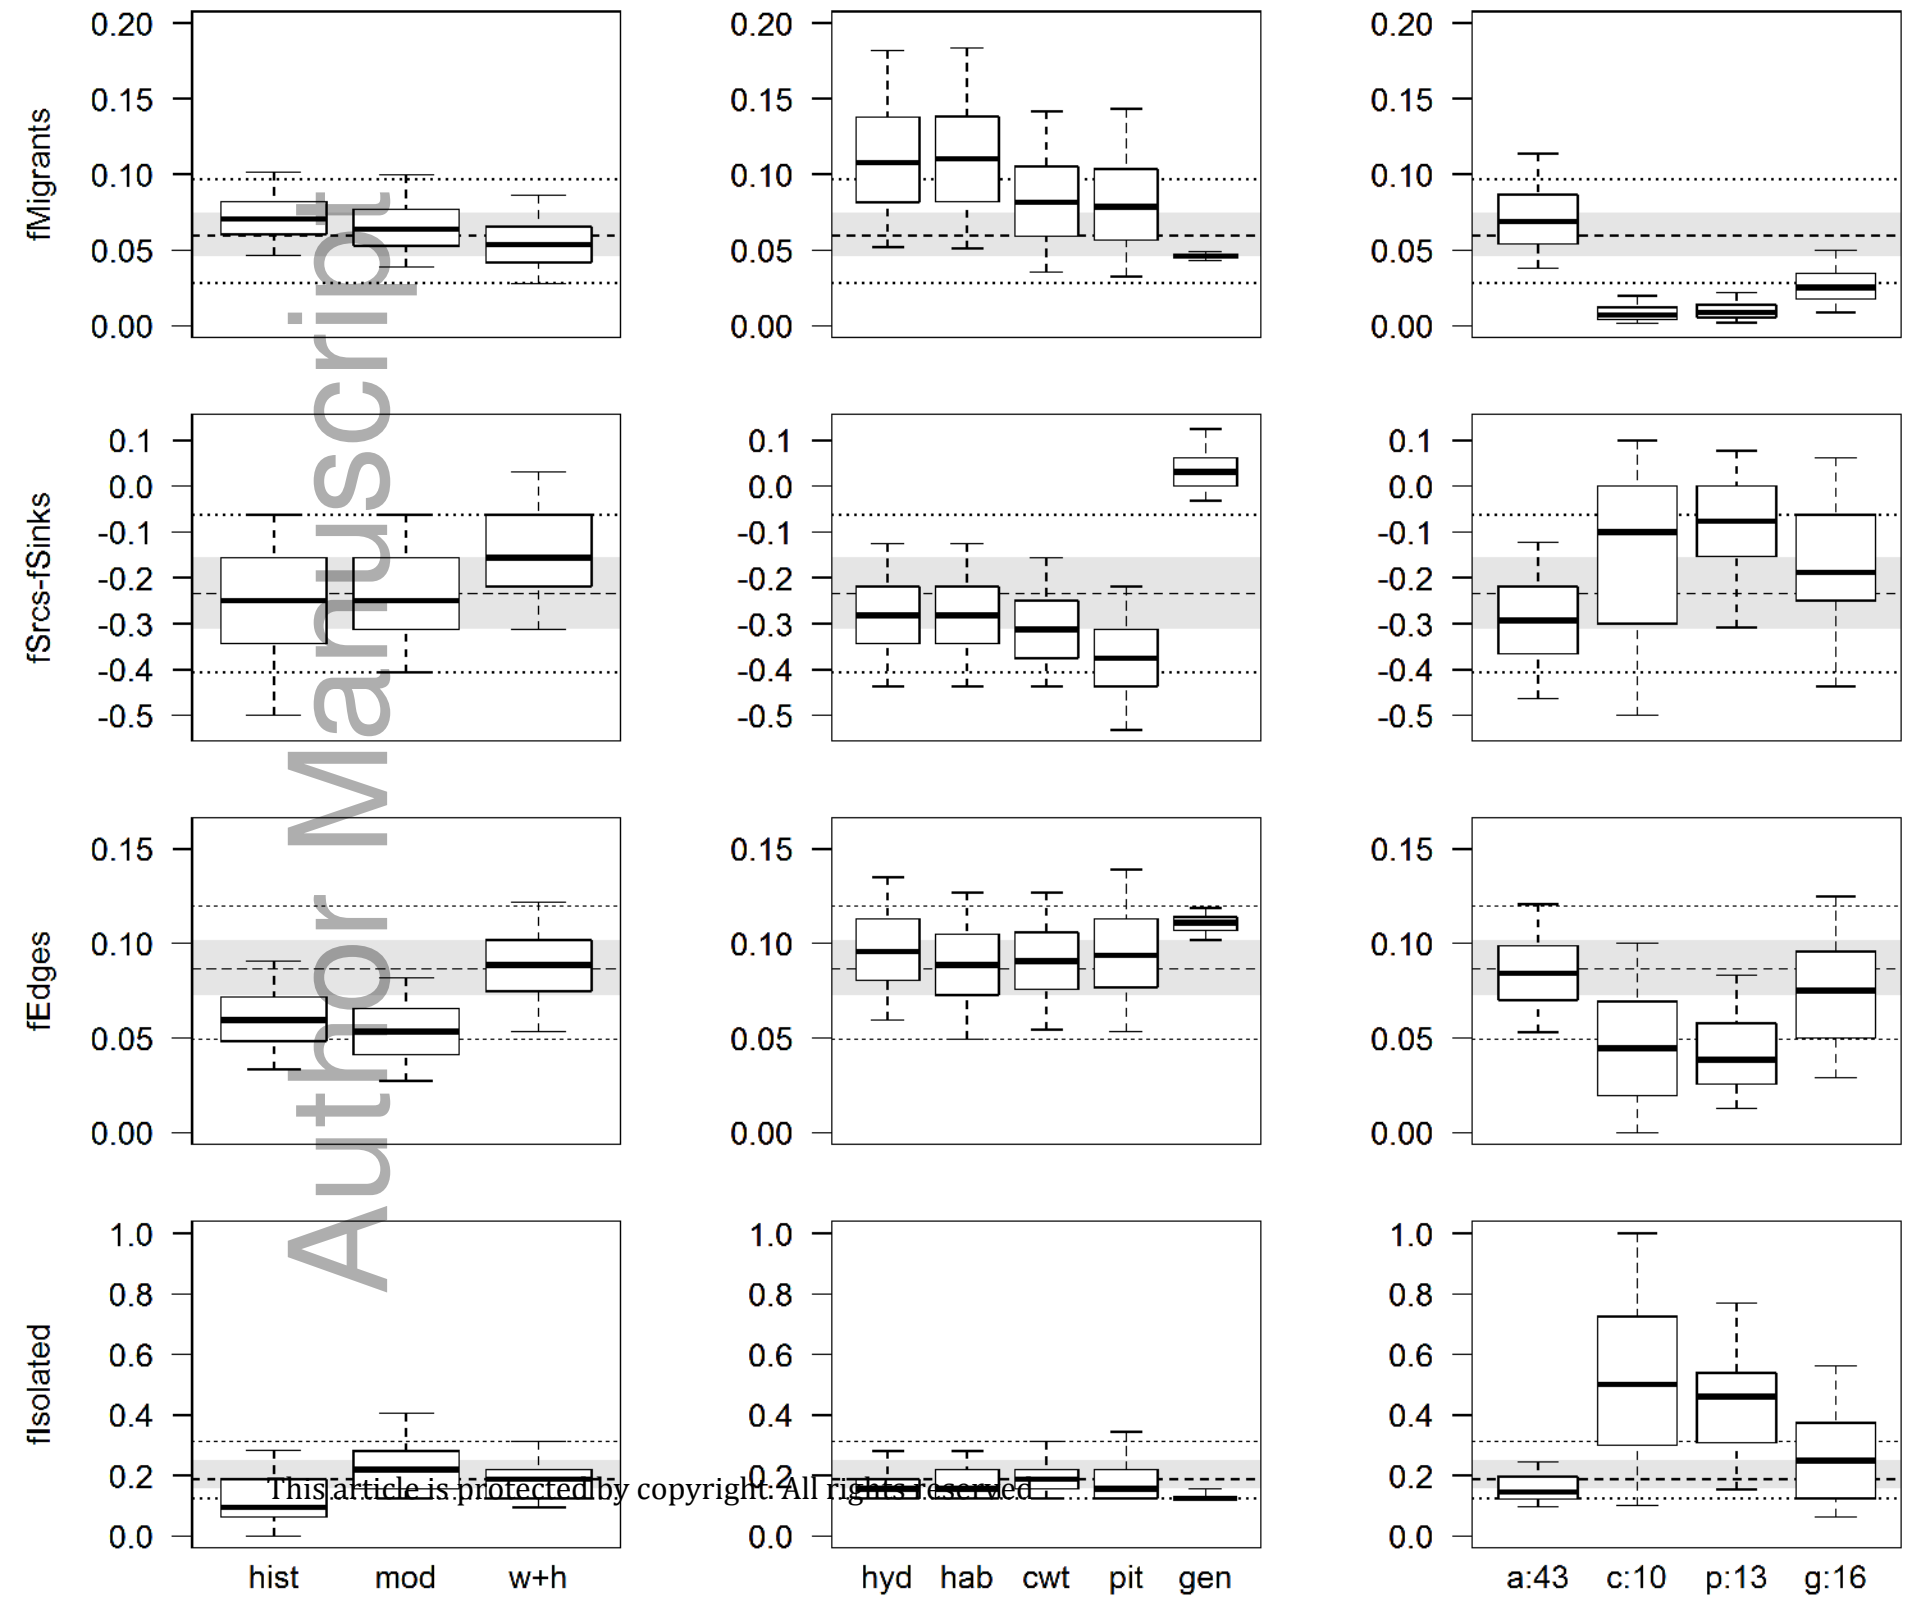 fMigrants
0.20 0.15 0.10 0.05 0.00
0.20 0.15 0.10 0.05 0.00
0.20 0.15 0.10 0.05 0.00
fSrcs-fSinks
0.1 0.0 -0.1 -0.2 -0.3 -0.4 -0.5
0.1 0.0 -0.1 -0.2 -0.3 -0.4 -0.5
0.1 0.0 -0.1 -0.2 -0.3 -0.4 -0.5
fEdges
0.15 0.10 0.05 0.00
0.15 0.10 0.05 0.00
0.15 0.10 0.05 0.00
fIsolated
1.0 0.8 0.6 0.4 0.2 0.0
1.0 0.8 0.6 0.4 0.2 0.0
1.0 0.8 0.6 0.4 0.2 0.0
hist mod w+h
hyd hab cwt pit gen
a:43 c:10 p:13 g:16
Author Manuscript
This article is protected by copyright. All rights reserved